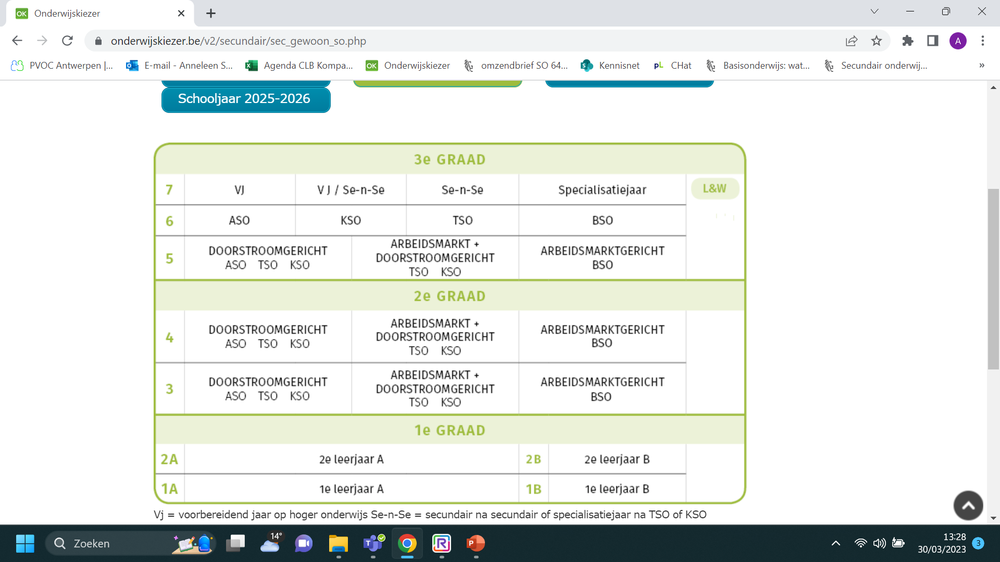 OK Onderwijskiezer
onderwijskiezer.be/v2/secundair/sec_gewoon_so.php
A
PVOC Antwerpen |... E-mail - Anneleen S... Agenda CLB Kompa... OK Onderwijskiezer omzendbrief SO 64... Kennisnet pL CHat Basisonderwijs: wat... Secundair onderwij... »
Schooljaar 2025-2026
3e GRAAD
7 VJ V J / Se-n-Se Se-n-Se Specialisatiejaar L&W
6 ASO KSO TSO BSO
5 DOORSTROOMGERICHT
ASO TSO KSO
ARBEIDSMARKT +
DOORSTROOMGERICHT
TSO KSO
ARBEIDSMARKTGERICHT
BSO
2e GRAAD
4 DOORSTROOMGERICHT
ASO TSO KSO
ARBEIDSMARKT +
DOORSTROOMGERICHT
TSO KSO
ARBEIDSMARKTGERICHT
BSO
3 DOORSTROOMGERICHT
ASO TSO KSO
ARBEIDSMARKT +
DOORSTROOMGERICHT
TSO KSO
ARBEIDSMARKTGERICHT
BSO
1e GRAAD
2A 2e leerjaar A 2B 2e leerjaar B
1A 1e leerjaar A 1B 1e leerjaar B
Vj = voorbereidend jaar op hoger onderwijs Se-n-Se = secundair na secundair of specialisatiejaar na TSO of KSO
Zoeken
14°
13:28
30/03/2023
3